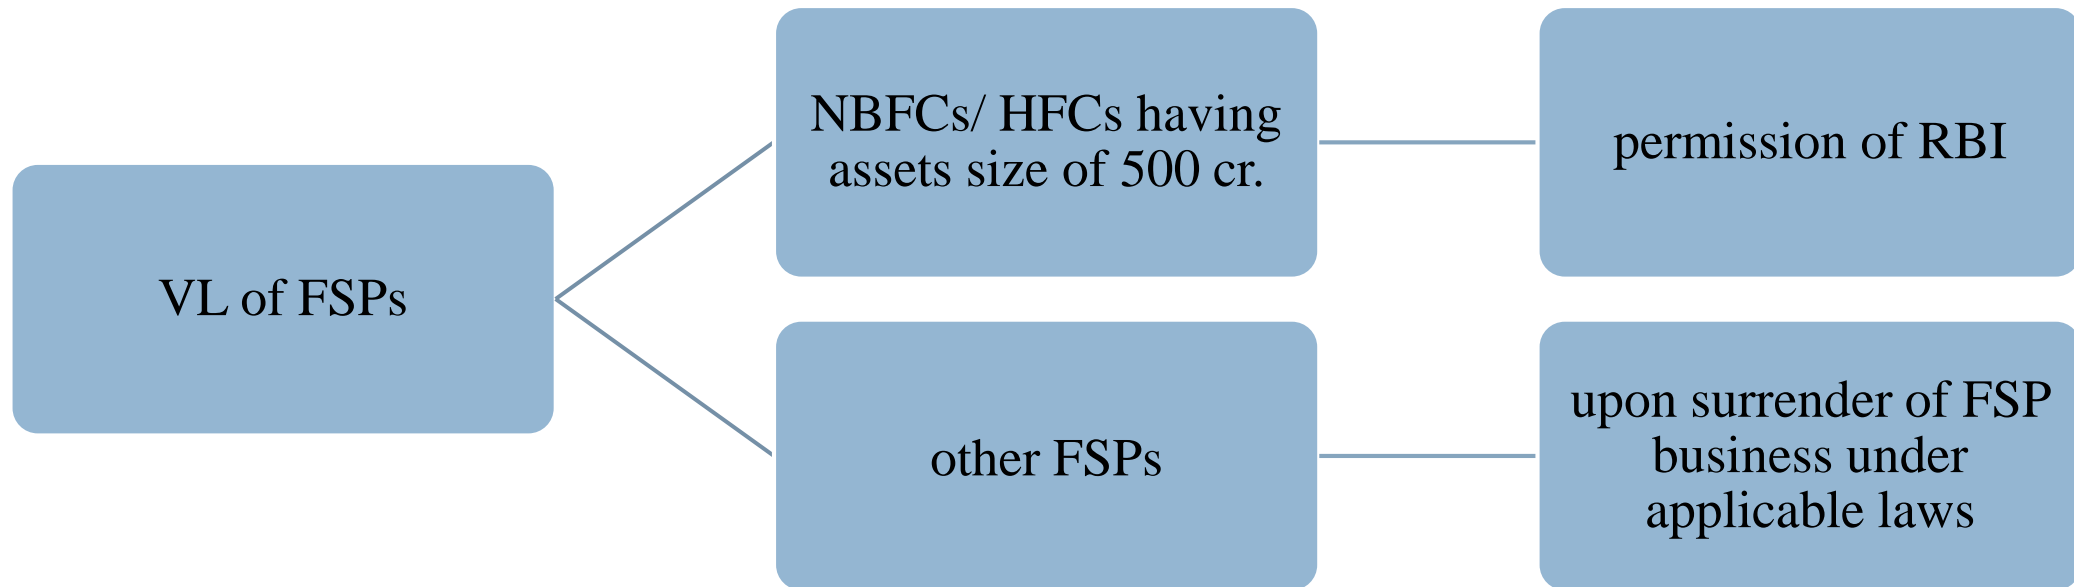 VL of FSPs
NBFCs/ HFCs having
assets size of 500 cr.
permission of RBI
other FSPs
upon surrender of FSP
business under
applicable laws